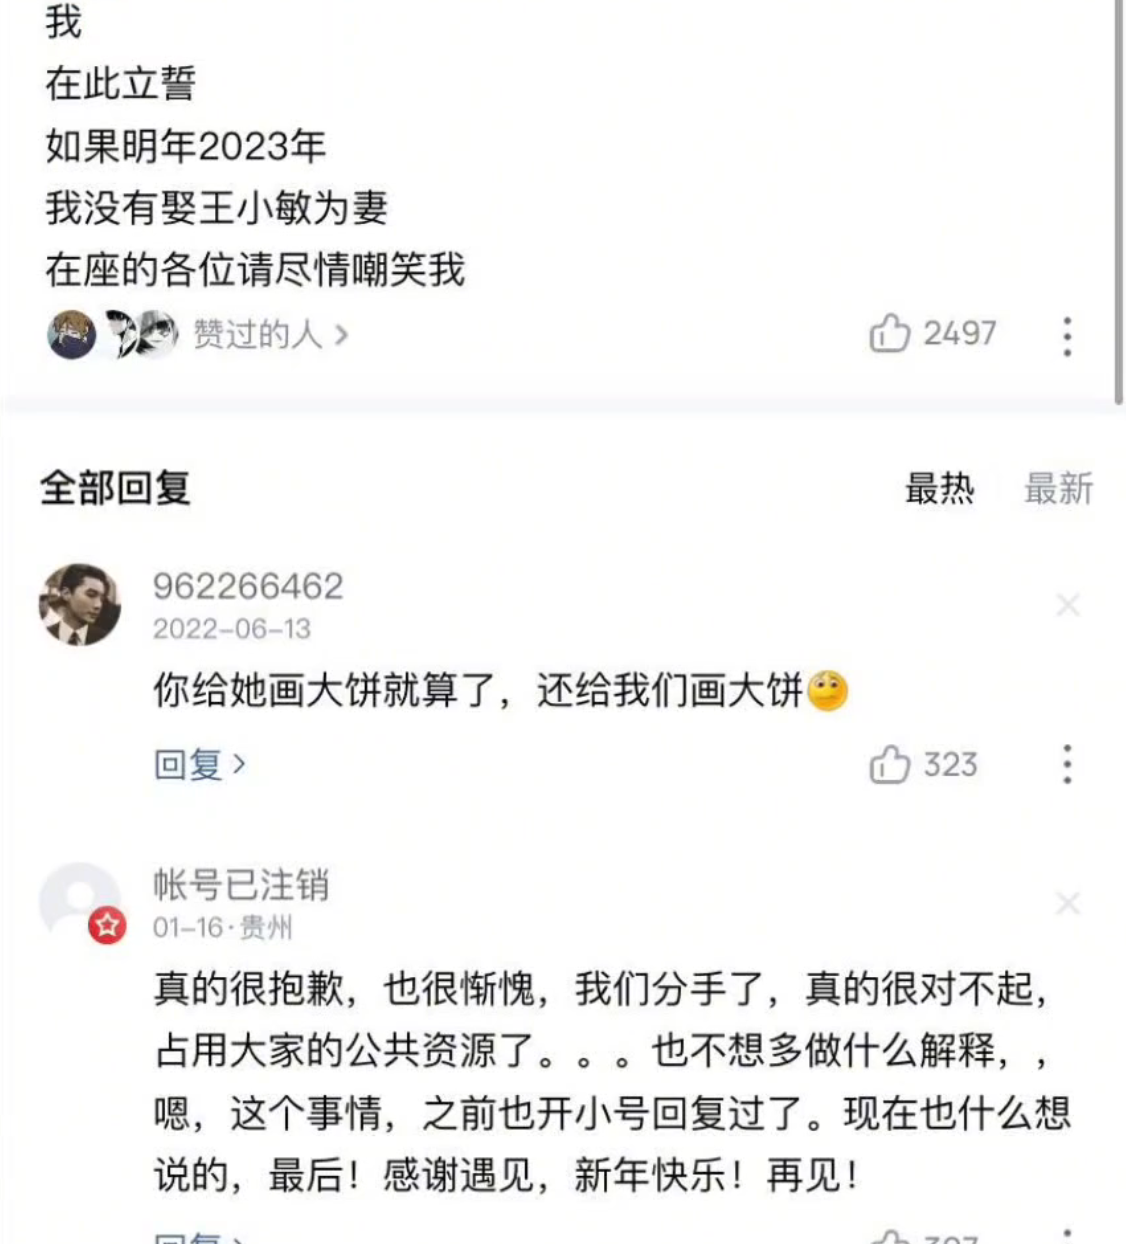 我
在此立誓
如果明年2023年
我没有娶王小敏为妻
在座的各位请尽情嘲笑我
赞过的人
2497
全部回复
最热 最新
962266462
2022-06-13
你给她画大饼就算了，还给我们画大饼
回复
323
帐号已注销
01-16·贵州
真的很抱歉，也很惭愧，我们分手了，真的很对不起，
占用大家的公共资源了。。。也不想多做什么解释，，
嗯，这个事情，之前也开小号回复过了。现在也什么想
说的，最后！感谢遇见，新年快乐！再见！
回复